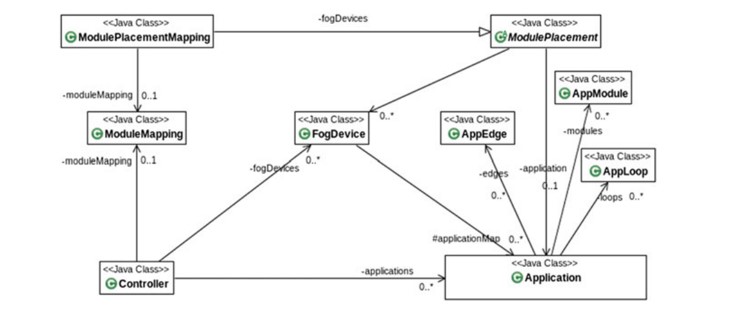 -fogDevices
<<Java Class>>
ModulePlacementMapping
<<Java Class>>
ModulePlacement
<<Java Class>>
AppModule
-moduleMapping 0..1
0..*
0..*
<<Java Class>>
ModuleMapping
<<Java Class>>
FogDevice
<<Java Class>>
AppEdge
-modules
-moduleMapping 0..1
0..*
<<Java Class>>
AppLoop
-fogDevices
-edges
-application
0..1
0..*
-loops 0..*
#applicationMap 0..*
<<Java Class>>
Controller
-applications
0..*
<<Java Class>>
Application